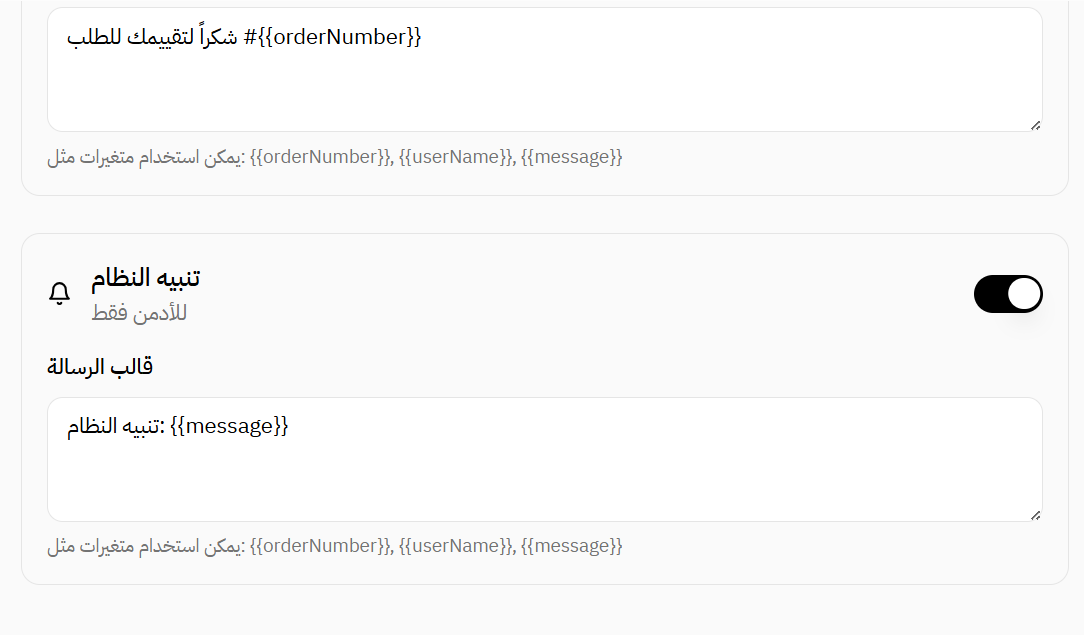 شكراً لتقييمك للطلب #{{orderNumber}}
يمكن استخدام متغيرات مثل: {{orderNumber}}, {{userName}}, {{message}}
تنبيه النظام
للأدمن فقط
قالب الرسالة
تنبيه النظام: {{message}}
يمكن استخدام متغيرات مثل: {{orderNumber}}, {{userName}}, {{message}}